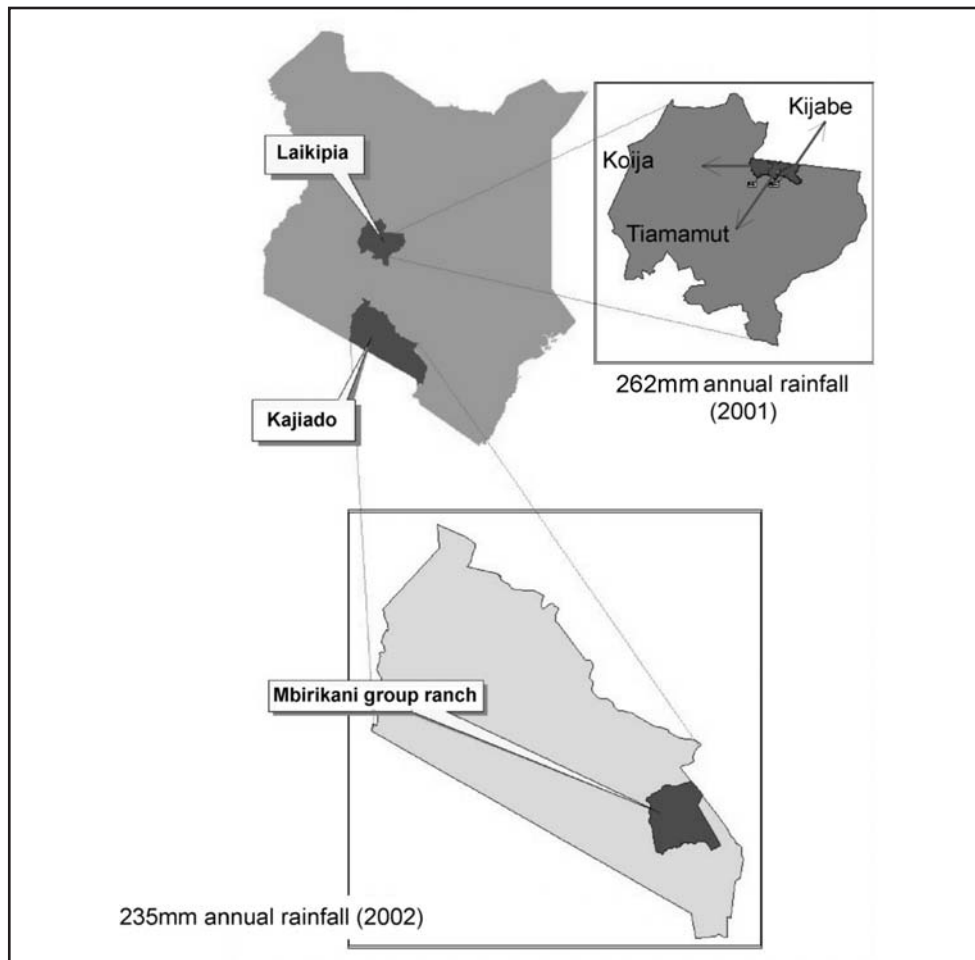 Laikipia
Kijabe
Koija
Tiamamut
262mm annual rainfall
(2001)
Kajiado
Mbirikani group ranch
235mm annual rainfall (2002)